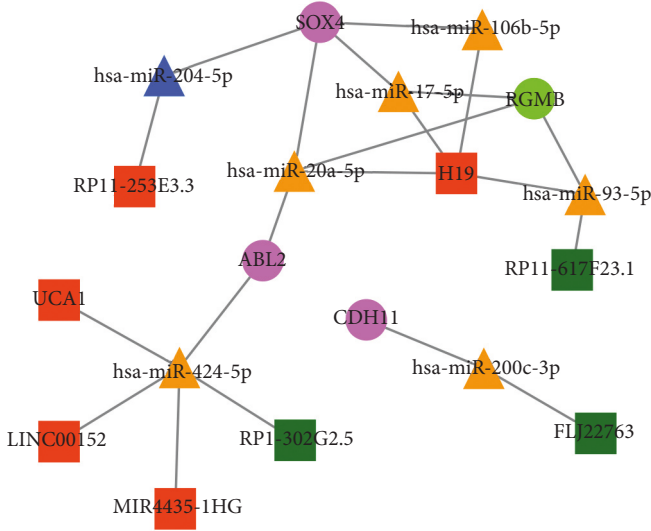 SOX4
hsa-miR-106b-5p
hsa-miR-204-5p
hsa-miR-17-5p
RGMB
RP11-253E3.3
hsa-miR-20a-5p
H19
hsa-miR-93-5p
ABL2
RP11-617F23.1
UCA1
CDH11
hsa-miR-424-5p
hsa-miR-200c-3p
LINC00152
RP1-302G2.5
FLJ22763
MIR4435-1HG